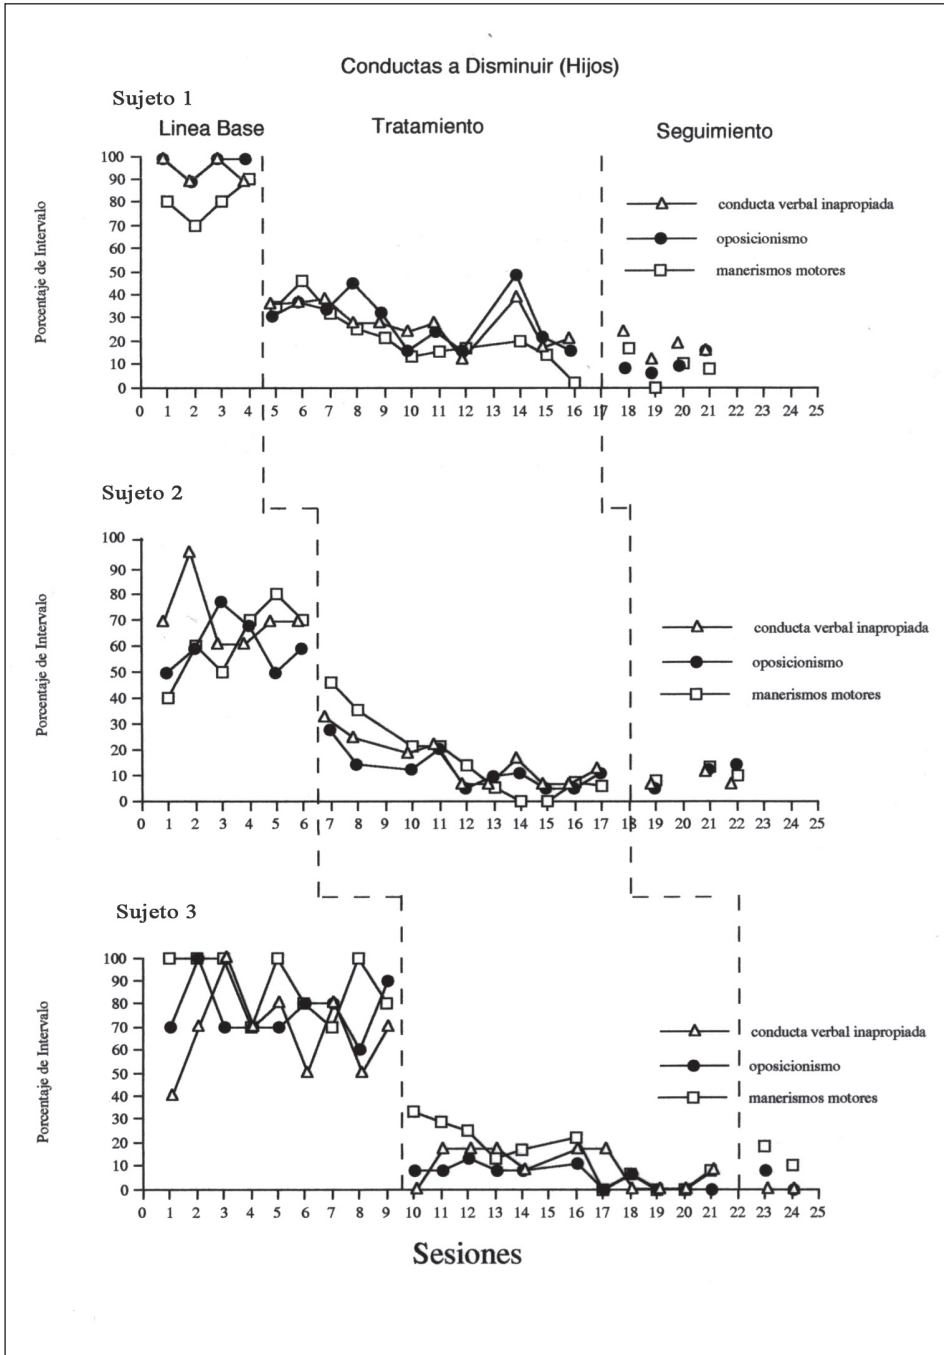 Conductas a Disminuir (Hijos)
Sujeto 1
Linea Base
Tratamiento
Seguimiento
Porcentaje de Intervalo
100
90
80
70
60
50
40
30
20
10
0
0 1 2 3 4 5 6 7 8 9 10 11 12 13 14 15 16 17 18 19 20 21 22 23 24 25
conducta verbal inapropiada
oposicionismo
manerismos motores
Sujeto 2
Porcentaje de Intervalo
100
90
80
70
60
50
40
30
20
10
0
0 1 2 3 4 5 6 7 8 9 10 11 12 13 14 15 16 17 18 19 20 21 22 23 24 25
conducta verbal inapropiada
oposicionismo
manerismos motores
Sujeto 3
Porcentaje de Intervalo
100
90
80
70
60
50
40
30
20
10
0
0 1 2 3 4 5 6 7 8 9 10 11 12 13 14 15 16 17 18 19 20 21 22 23 24 25
conducta verbal inapropiada
oposicionismo
manerismos motores
Sesiones